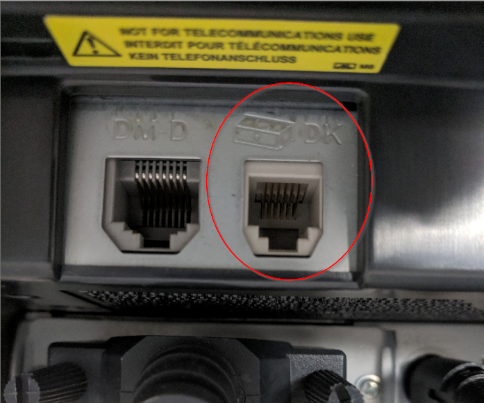 NOT FOR TELECOMMUNICATIONS USE
INTERDIT POUR TÉLÉCOMMUNICATIONS
KEIN TELEFONANSCHLUSS
DM-D
DK